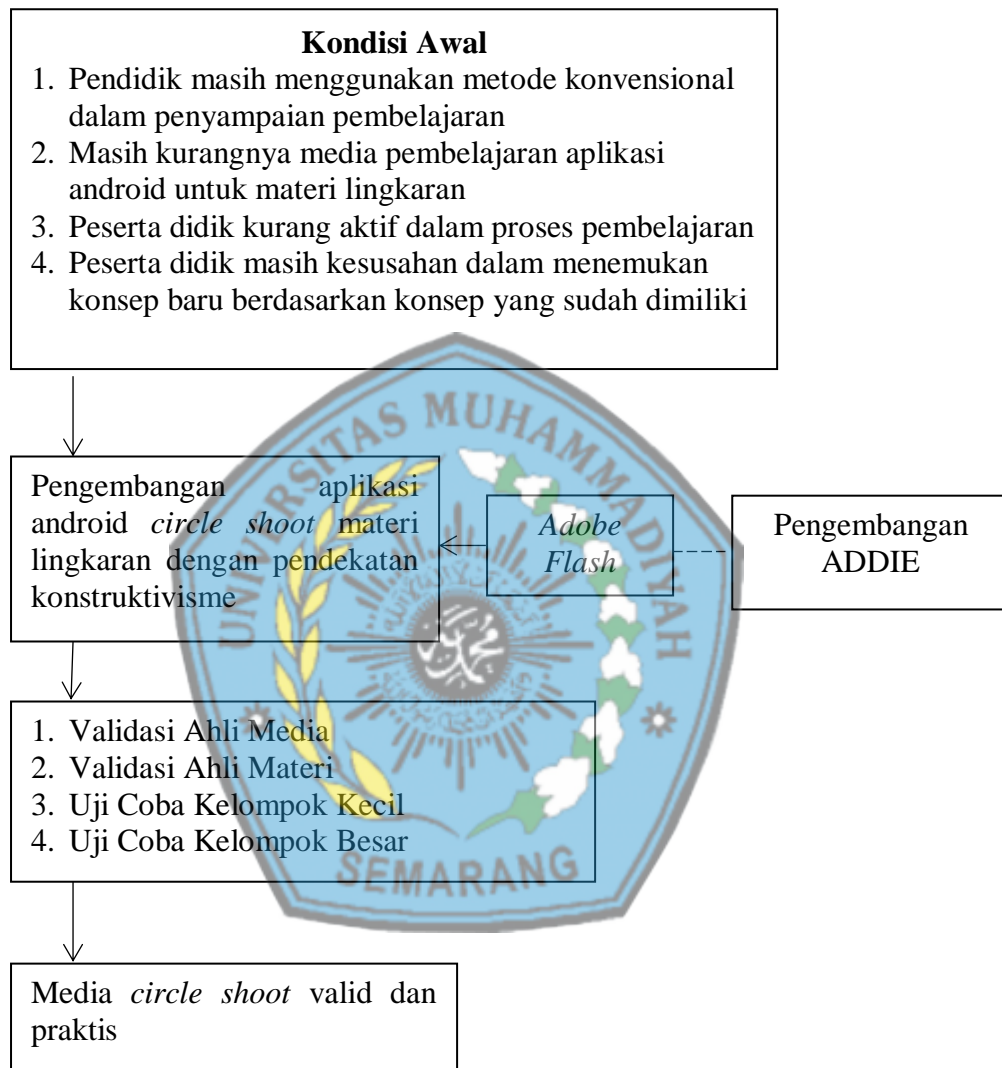 Kondisi Awal
1. Pendidik masih menggunakan metode konvensional
dalam penyampaian pembelajaran
2. Masih kurangnya media pembelajaran aplikasi
android untuk materi lingkaran
3. Peserta didik kurang aktif dalam proses pembelajaran
4. Peserta didik masih kesusahan dalam menemukan
konsep baru berdasarkan konsep yang sudah dimiliki
UNIVERSITAS MUHAMMADIYAH
Pengembangan aplikasi
android circle shoot materi
lingkaran dengan pendekatan
konstruktivisme
Adobe
Flash
Pengembangan
ADDIE
1. Validasi Ahli Media
2. Validasi Ahli Materi
3. Uji Coba Kelompok Kecil
4. Uji Coba Kelompok Besar
SEMARANG
Media circle shoot valid dan
praktis